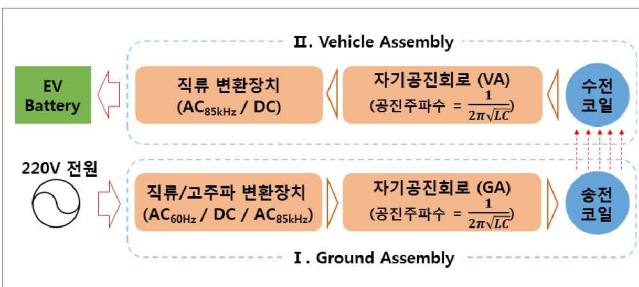 II. Vehicle Assembly
EV
Battery
직류 변환장치
(AC85kHz / DC)
자기공진회로 (VA)
(공진주파수 = 1/2π√LC)
수전
코일
220V 전원
직류/고주파 변환장치
(AC60Hz / DC / AC85kHz)
자기공진회로 (GA)
(공진주파수 = 1/2π√LC)
송전
코일
I. Ground Assembly